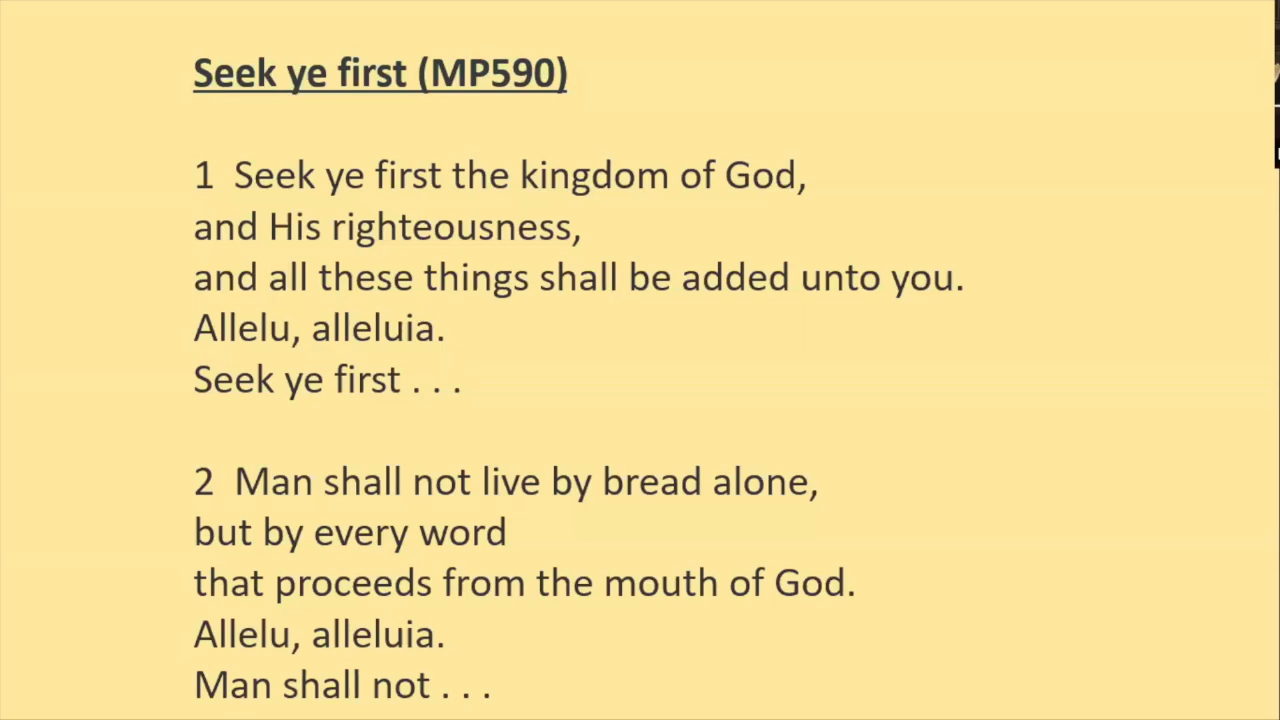 Seek ye first (MP590)
1 Seek ye first the kingdom of God,
and His righteousness,
and all these things shall be added unto you.
Allelu, alleluia.
Seek ye first . . .
2 Man shall not live by bread alone,
but by every word
that proceeds from the mouth of God.
Allelu, alleluia.
Man shall not . . .